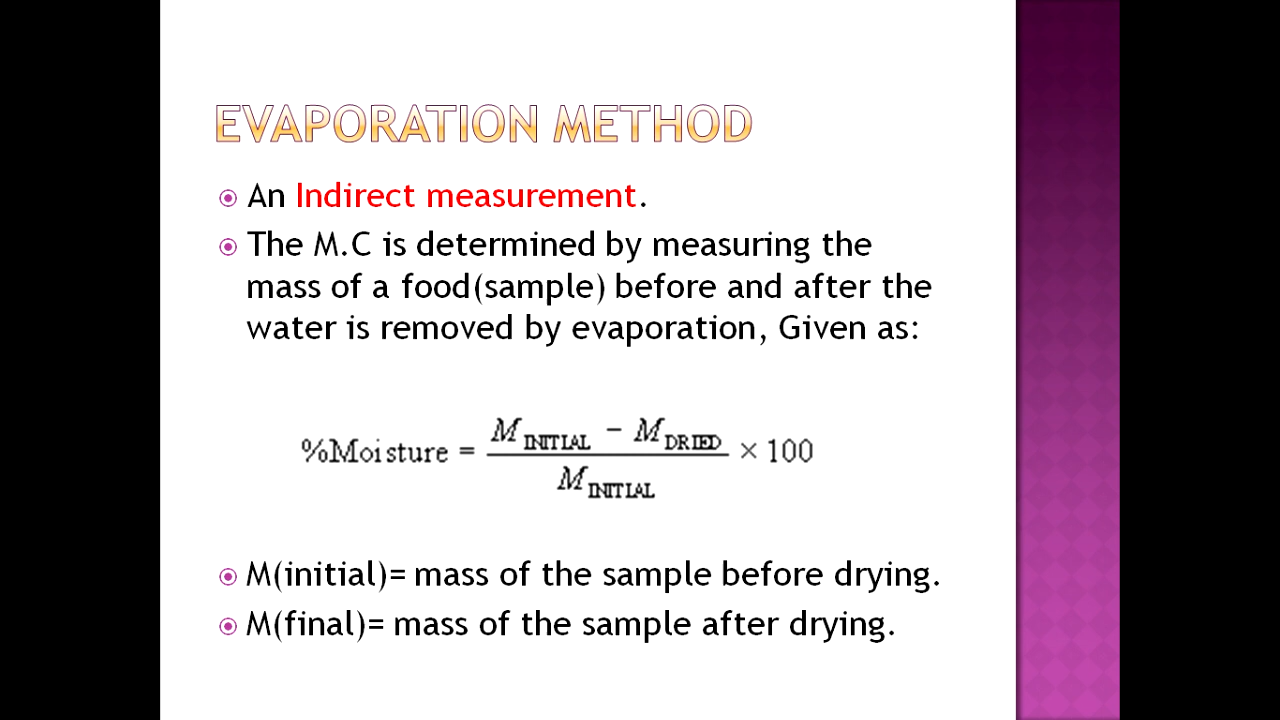 EVAPORATION METHOD
An Indirect measurement.
The M.C is determined by measuring the
mass of a food(sample) before and after the
water is removed by evaporation, Given as:
%Moisture = (M INITIAL − M DRIED) / M INITIAL × 100
M(initial)= mass of the sample before drying.
M(final)= mass of the sample after drying.